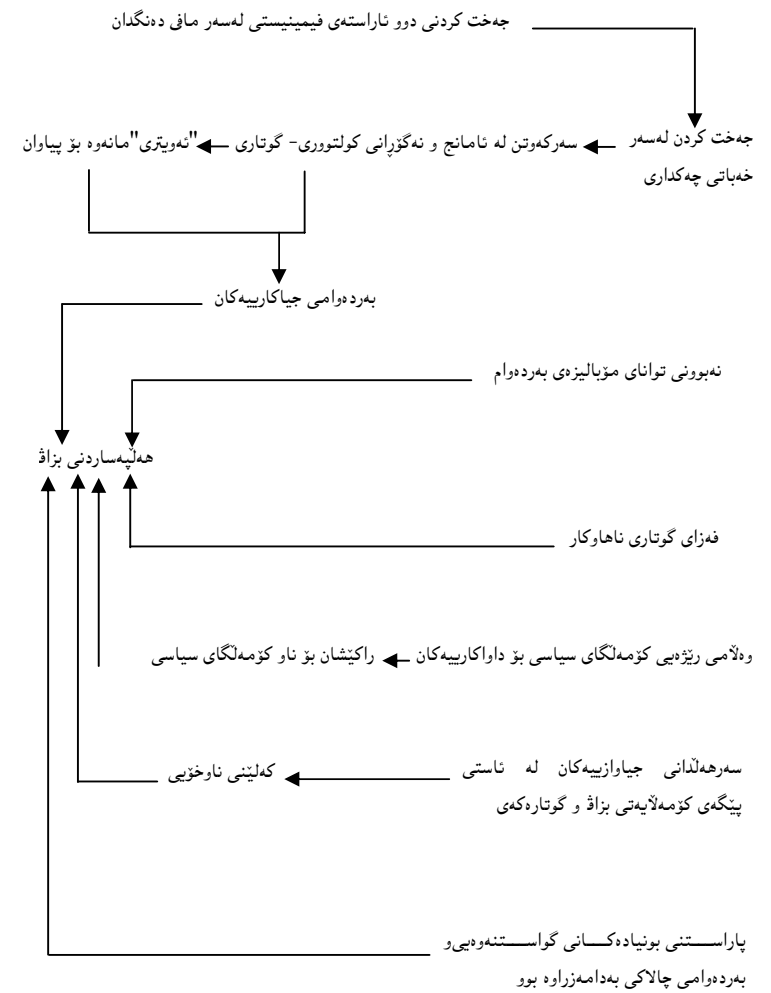 جەخت کردنی دوو ئاراستەی فیمینیستی لەسەر مافی دەنگدان
جەخت کردن لەسەر
خەباتی چەکداری
سەرکەوتن لە ئامانج و نەگۆڕانی کولتووری- گوتاری
"ئەویتری"مانەوە بۆ پیاوان
بەردەوامی جیاکارییەکان
نەبوونی توانای مۆبالیزەی بەردەوام
هەڵپەساردنی بزاڤ
فەزای گوتاری ناهاوکار
وەڵامی رێژەیی کۆمەڵگای سیاسی بۆ داواکارییەکان
راکێشان بۆ ناو کۆمەڵگای سیاسی
سەرهەڵدانی جیاوازییەکان لە ئاستی
پێگەی کۆمەڵایەتی بزاڤ و گوتارەکەی
کەلێنی ناوخۆیی
پاراستنی بونیادەکانی گواستنەوەیی‌و
بەردەوامی چالاکی بەدامەزراوە بوو